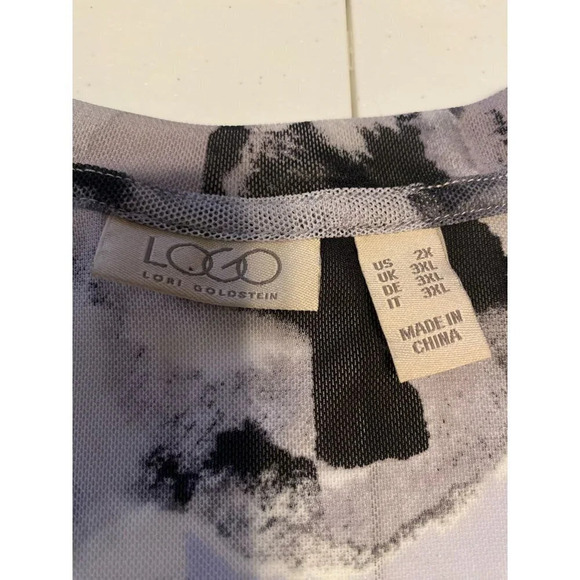 LOGO
LORI GOLDSTEIN
US 2X
UK 3XL
DE 3XL
IT 3XL
MADE IN
CHINA